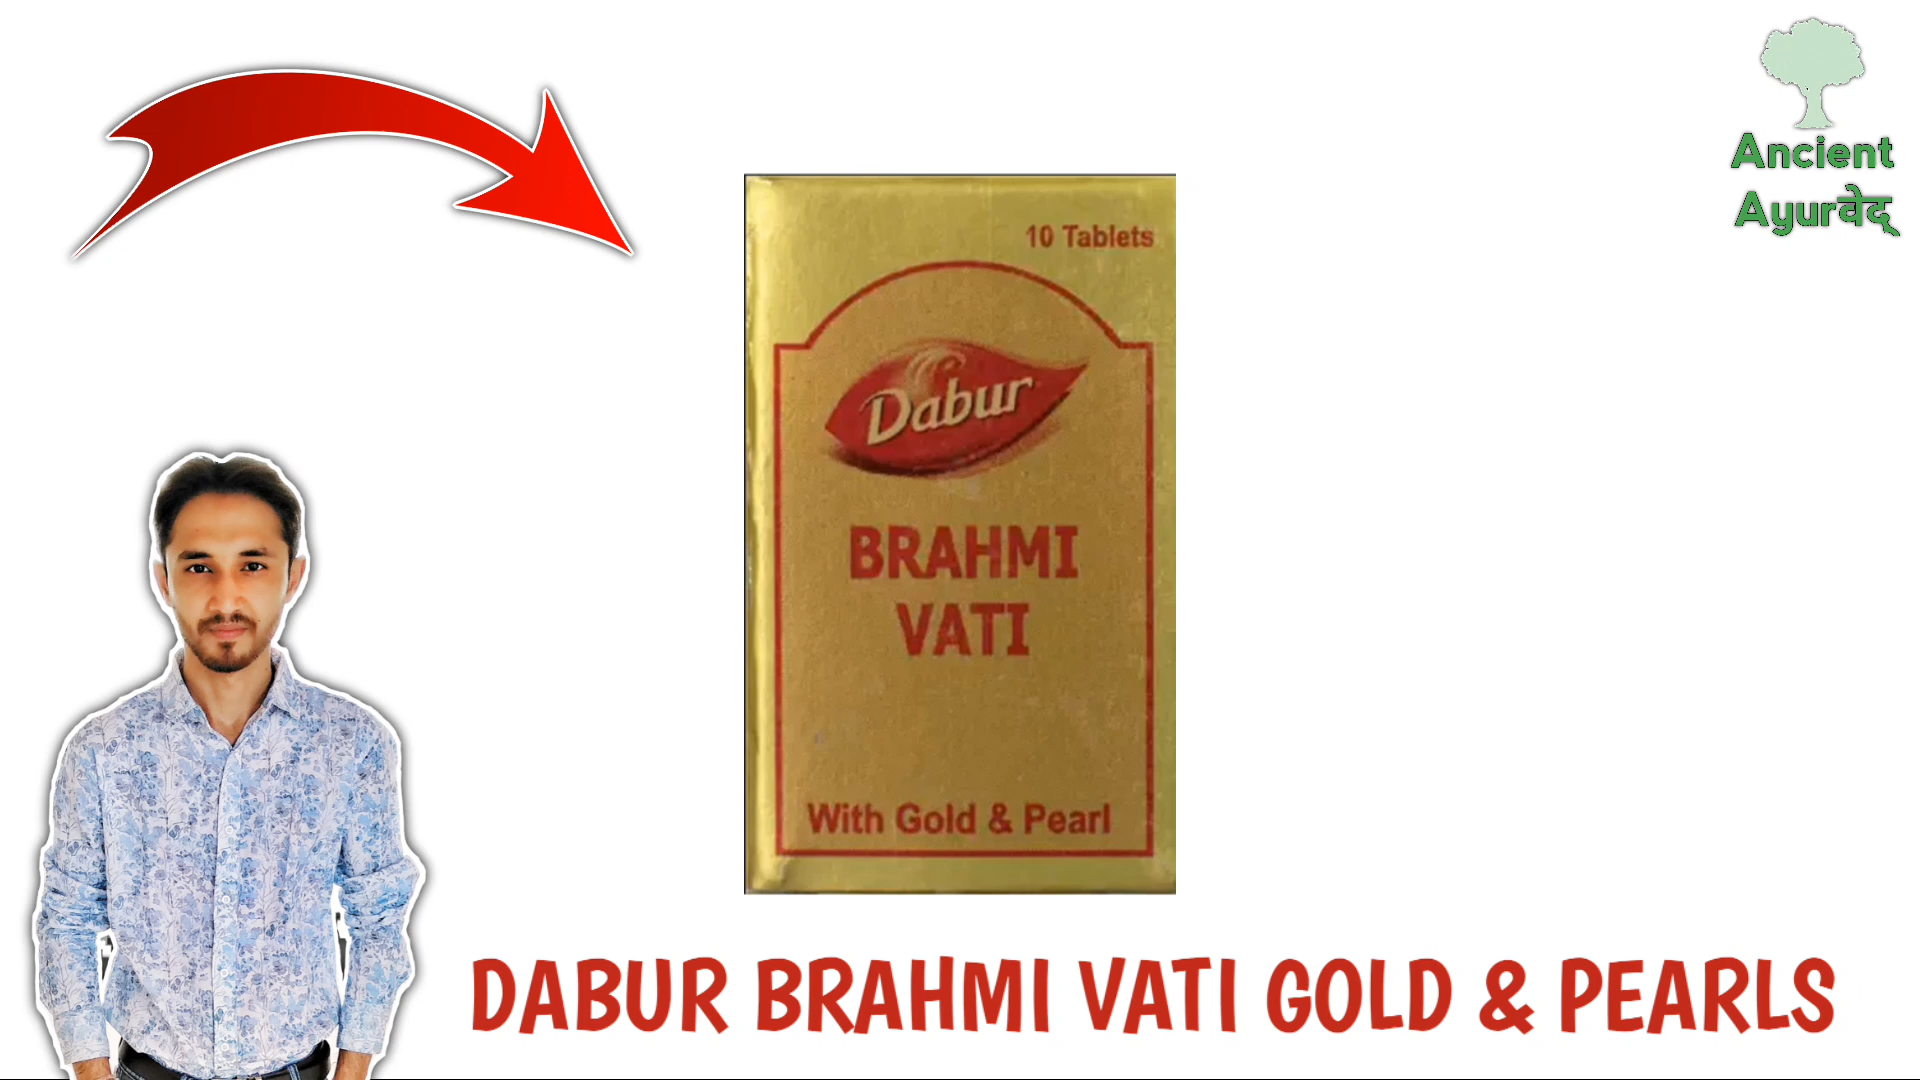 Ancient
Ayurवेद्
10 Tablets
Dabur
BRAHMI
VATI
With Gold & Pearl
DABUR BRAHMI VATI GOLD & PEARLS